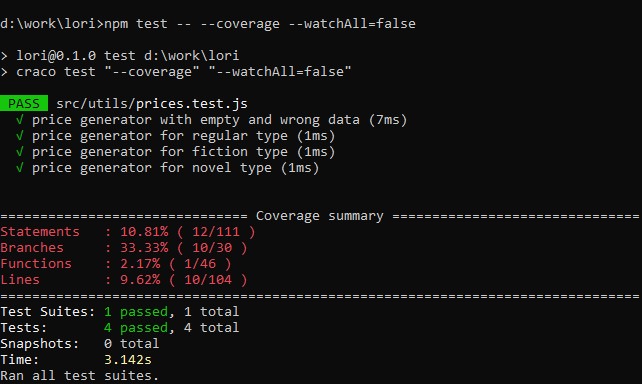 d:\work\lori>npm test -- --coverage --watchAll=false
> lori@0.1.0 test d:\work\lori
> craco test "--coverage" "--watchAll=false"
PASS src/utils/prices.test.js
√ price generator with empty and wrong data (7ms)
√ price generator for regular type (1ms)
√ price generator for fiction type (1ms)
√ price generator for novel type (1ms)
=============================== Coverage summary ===============================
Statements   : 10.81% ( 12/111 )
Branches     : 33.33% ( 10/30 )
Functions    : 2.17% ( 1/46 )
Lines        : 9.62% ( 10/104 )
================================================================================
Test Suites: 1 passed, 1 total
Tests:       4 passed, 4 total
Snapshots:   0 total
Time:        3.142s
Ran all test suites.